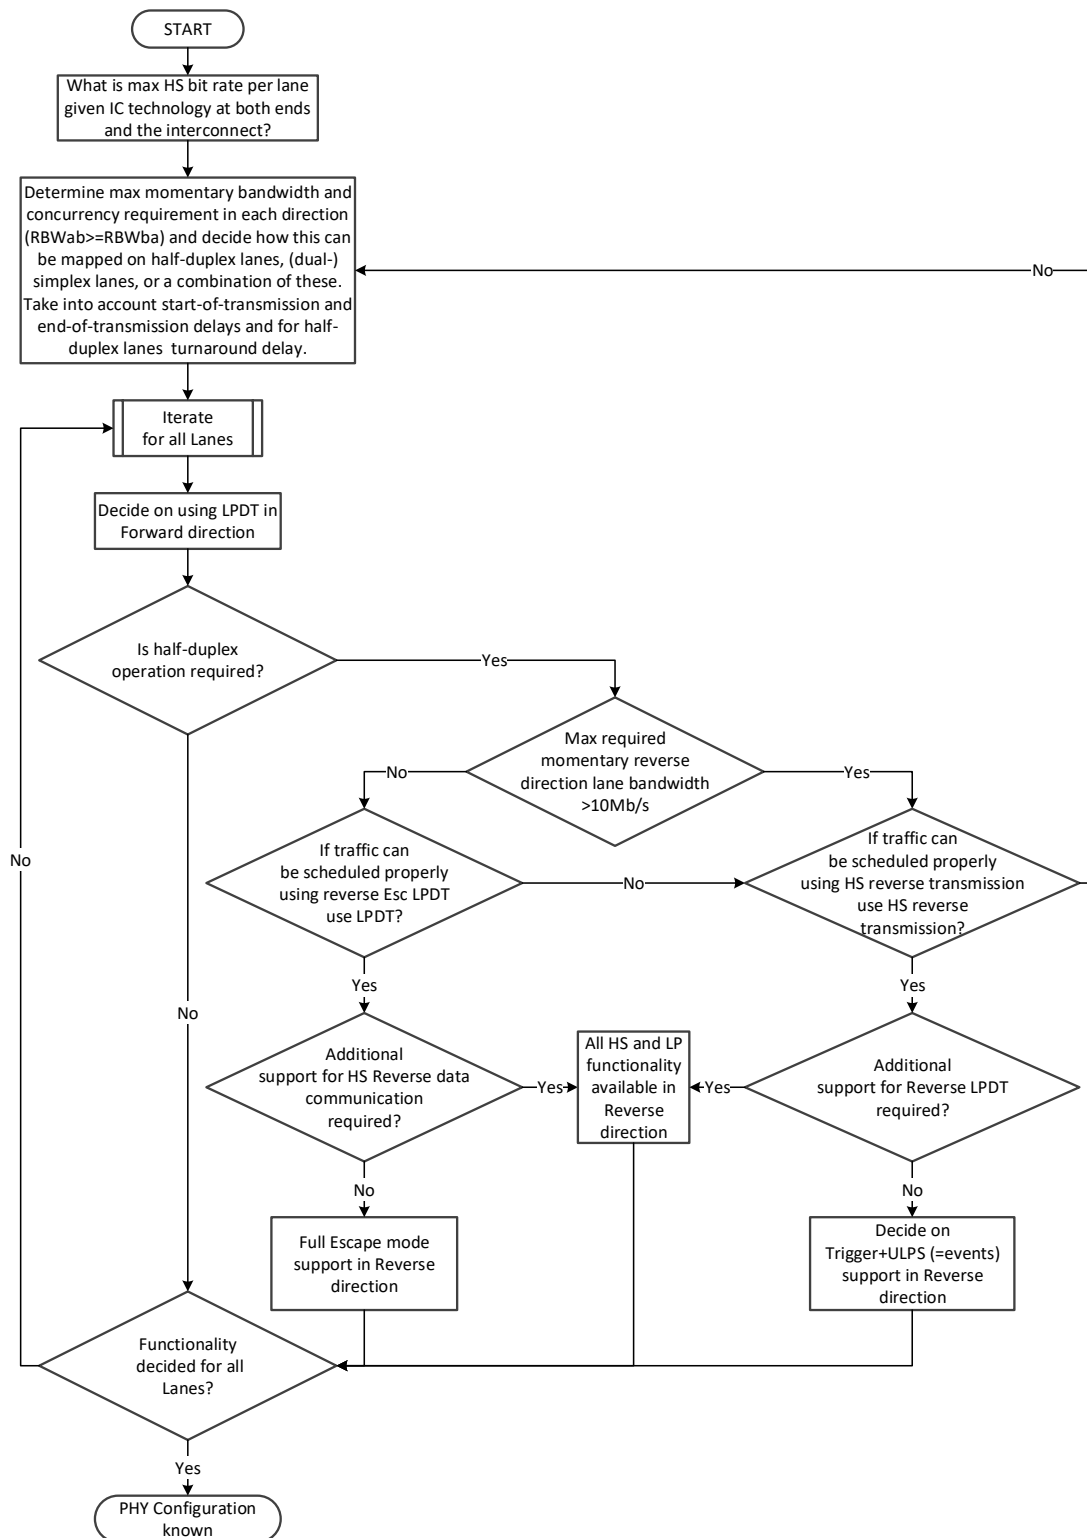 START
What is max HS bit rate per lane
given IC technology at both ends
and the interconnect?
Determine max momentary bandwidth and
concurrency requirement in each direction
(RBWab>=RBWba) and decide how this can
be mapped on half-duplex lanes, (dual-)
simplex lanes, or a combination of these.
Take into account start-of-transmission and
end-of-transmission delays and for half-
duplex lanes turnaround delay.
No
Iterate
for all Lanes
Decide on using LPDT in
Forward direction
Is half-duplex
operation required?
Yes
Max required
momentary reverse
direction lane bandwidth
>10Mb/s
No
Yes
No
If traffic can
be scheduled properly
using reverse Esc LPDT
use LPDT?
No
If traffic can
be scheduled properly
using HS reverse transmission
use HS reverse
transmission?
Yes
Yes
No
Additional
support for HS Reverse data
communication
required?
Yes
All HS and LP
functionality
available in
Reverse
direction
Yes
Additional
support for Reverse LPDT
required?
No
No
Full Escape mode
support in Reverse
direction
Decide on
Trigger+ULPS (=events)
support in Reverse
direction
Functionality
decided for all
Lanes?
Yes
PHY Configuration
known